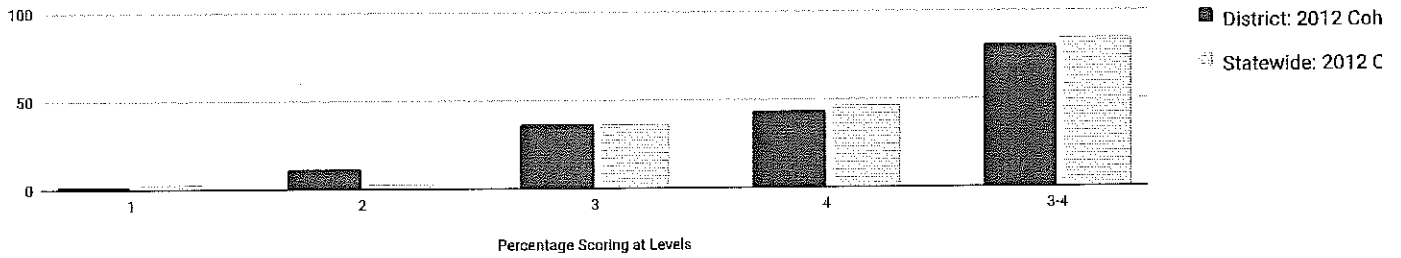 100
50
0
1
2
3
4
3-4
Percentage Scoring at Levels
District: 2012 Coh
Statewide: 2012 C